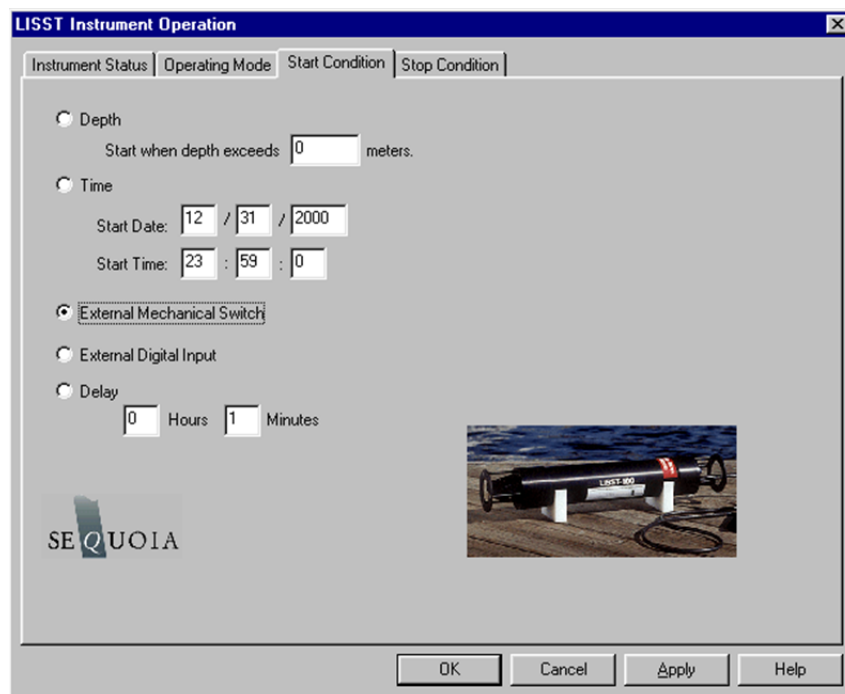 LISST Instrument Operation
Instrument Status Operating Mode Start Condition Stop Condition
Depth
Start when depth exceeds 0 meters.
Time
Start Date: 12 / 31 / 2000
Start Time: 23 : 59 : 0
External Mechanical Switch
External Digital Input
Delay
0 Hours 1 Minutes
LISST-100
SEQUOIA
OK Cancel Apply Help